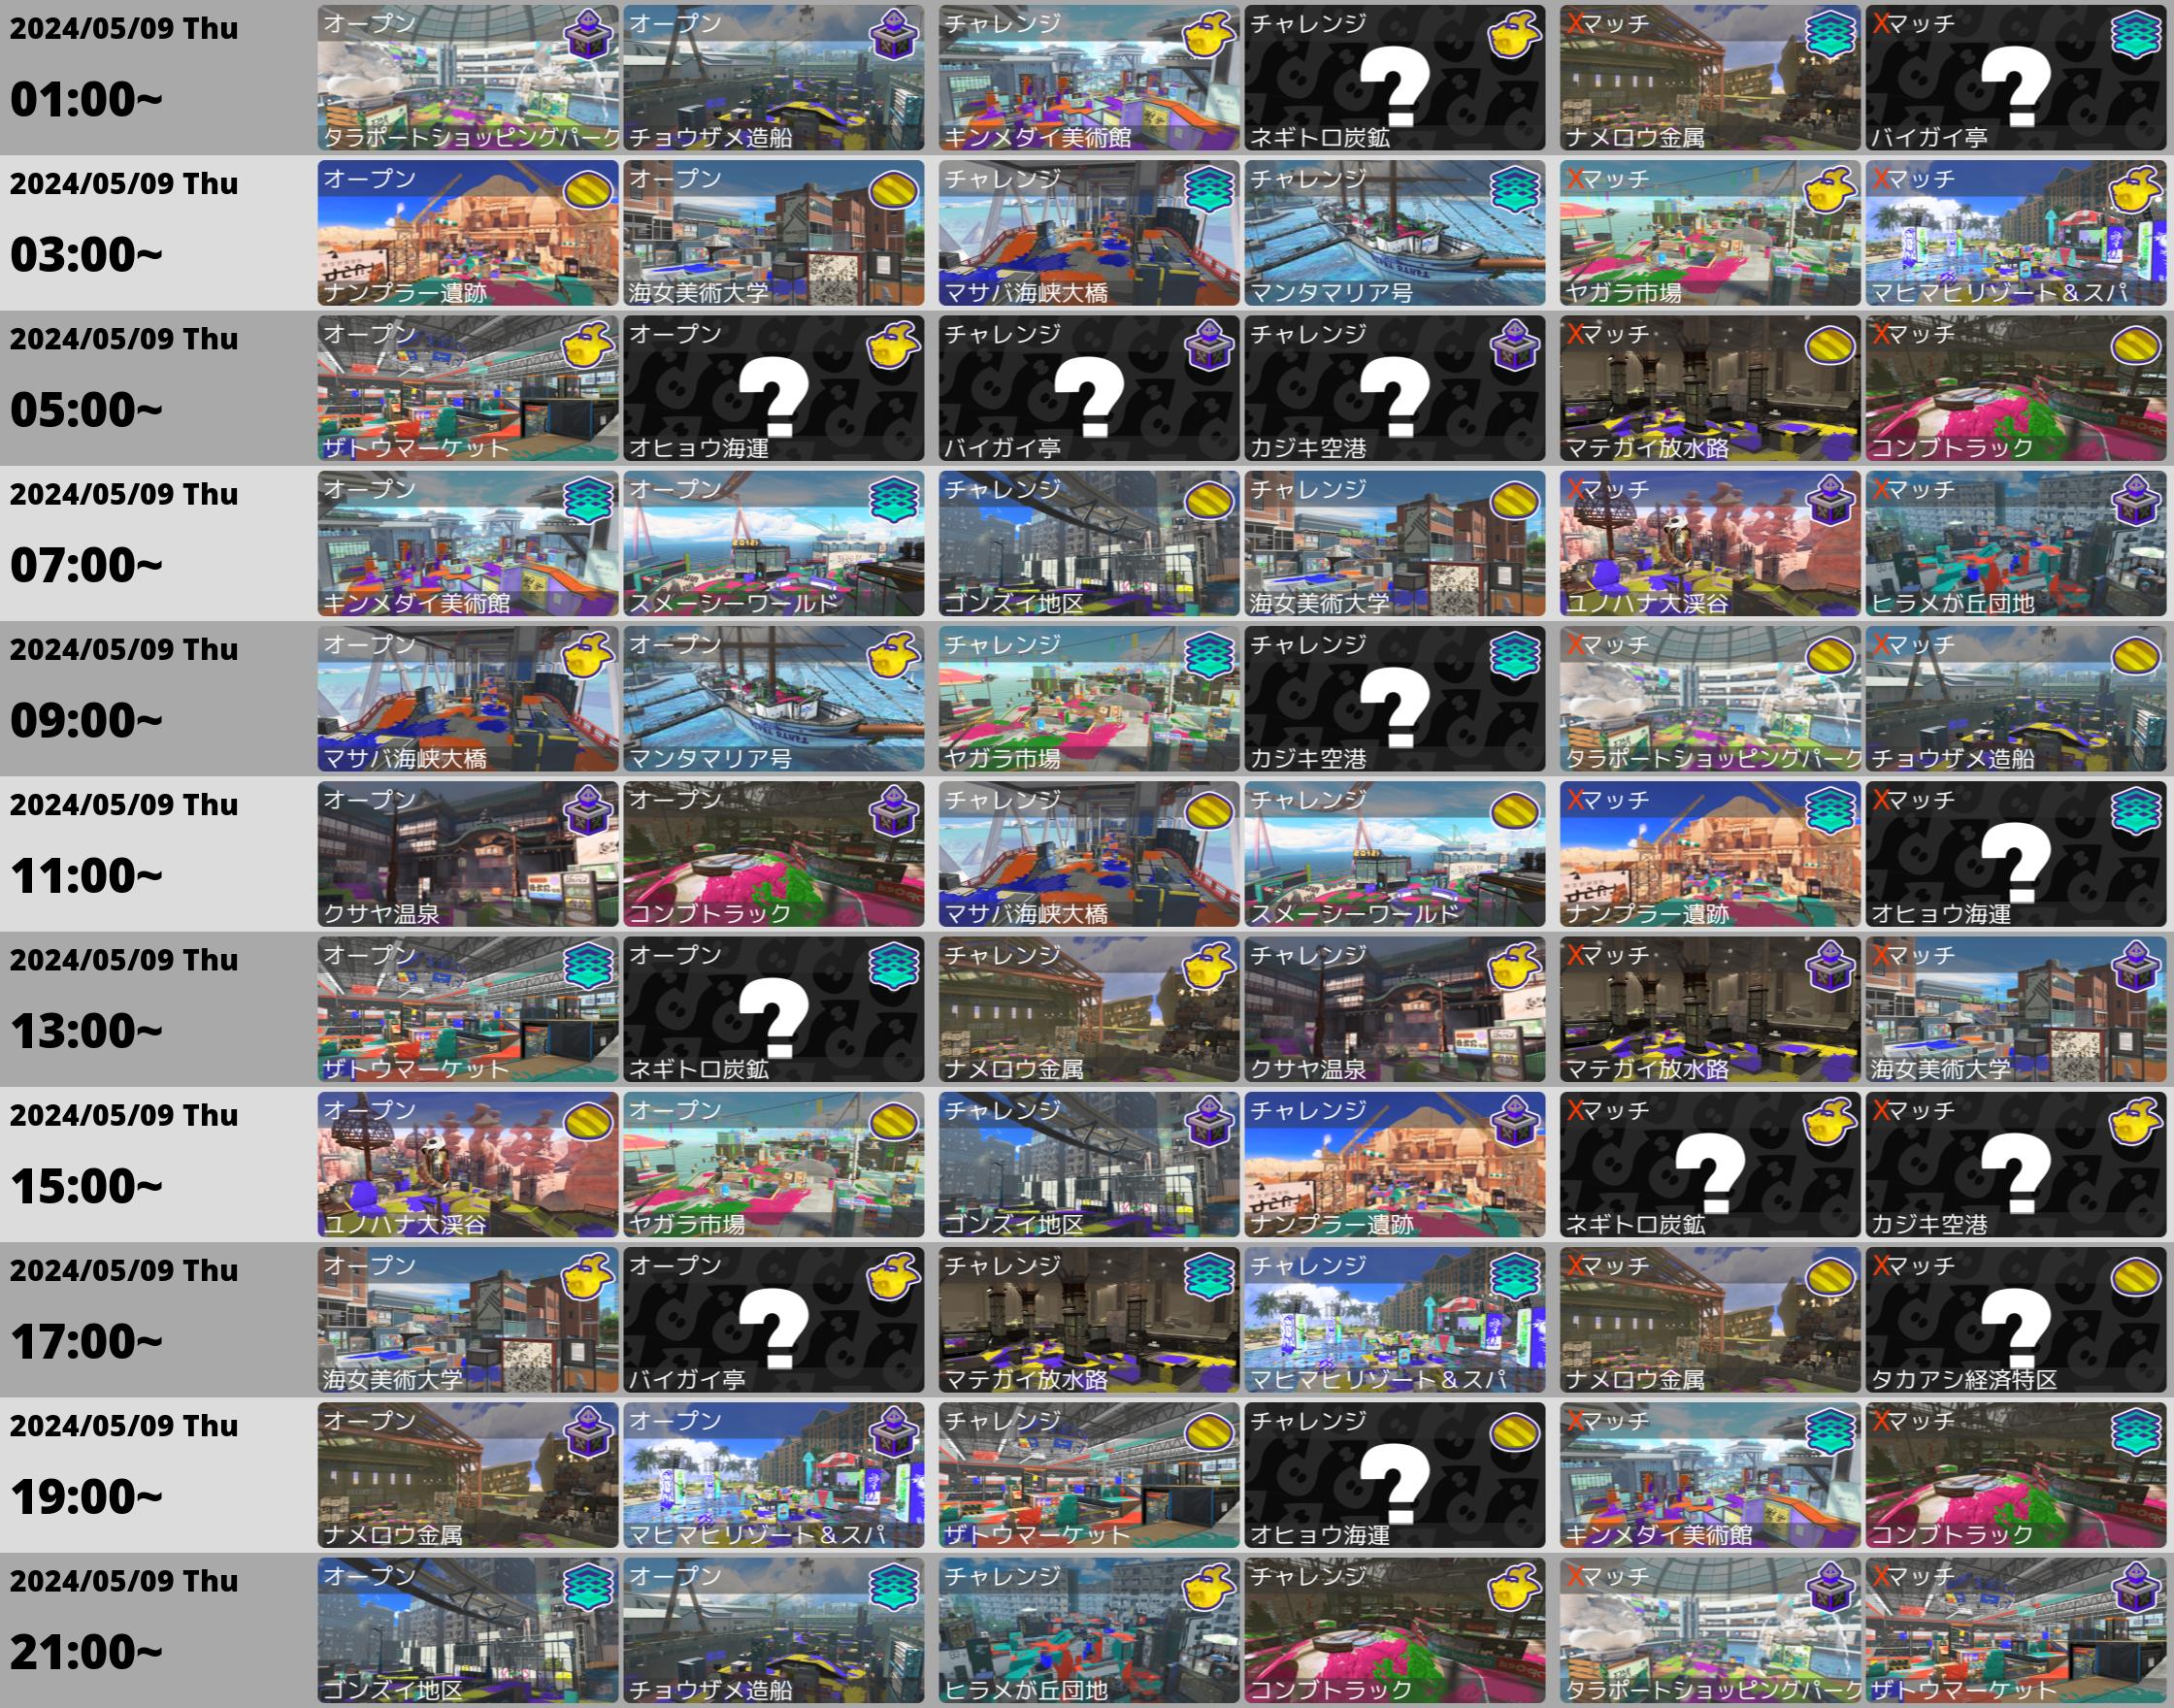 2024/05/09 Thu
01:00~
オープン オープン チャレンジ チャレンジ Xマッチ Xマッチ
タラポートショッピングパーク チョウザメ造船 キンメダイ美術館 ネギトロ炭鉱 ナメロウ金属 バイガイ亭
2024/05/09 Thu
03:00~
オープン オープン チャレンジ チャレンジ Xマッチ Xマッチ
ナンプラー遺跡 海女美術大学 マサバ海峡大橋 マンタマリア号 ヤガラ市場 マヒマヒリゾート＆スパ
2024/05/09 Thu
05:00~
オープン オープン チャレンジ チャレンジ Xマッチ Xマッチ
ザトウマーケット オヒョウ海運 バイガイ亭 カジキ空港 マテガイ放水路 コンブトラック
2024/05/09 Thu
07:00~
オープン オープン チャレンジ チャレンジ Xマッチ Xマッチ
キンメダイ美術館 スメーシーワールド ゴンズイ地区 海女美術大学 ユノハナ大渓谷 ヒラメが丘団地
2024/05/09 Thu
09:00~
オープン オープン チャレンジ チャレンジ Xマッチ Xマッチ
マサバ海峡大橋 マンタマリア号 ヤガラ市場 カジキ空港 タラポートショッピングパーク チョウザメ造船
2024/05/09 Thu
11:00~
オープン オープン チャレンジ チャレンジ Xマッチ Xマッチ
クサヤ温泉 コンブトラック マサバ海峡大橋 スメーシーワールド ナンプラー遺跡 オヒョウ海運
2024/05/09 Thu
13:00~
オープン オープン チャレンジ チャレンジ Xマッチ Xマッチ
ザトウマーケット ネギトロ炭鉱 ナメロウ金属 クサヤ温泉 マテガイ放水路 海女美術大学
2024/05/09 Thu
15:00~
オープン オープン チャレンジ チャレンジ Xマッチ Xマッチ
ユノハナ大渓谷 ヤガラ市場 ゴンズイ地区 ナンプラー遺跡 ネギトロ炭鉱 カジキ空港
2024/05/09 Thu
17:00~
オープン オープン チャレンジ チャレンジ Xマッチ Xマッチ
海女美術大学 バイガイ亭 マテガイ放水路 マヒマヒリゾート＆スパ ナメロウ金属 タカアシ経済特区
2024/05/09 Thu
19:00~
オープン オープン チャレンジ チャレンジ Xマッチ Xマッチ
ナメロウ金属 マヒマヒリゾート＆スパ ザトウマーケット オヒョウ海運 キンメダイ美術館 コンブトラック
2024/05/09 Thu
21:00~
オープン オープン チャレンジ チャレンジ Xマッチ Xマッチ
ゴンズイ地区 チョウザメ造船 ヒラメが丘団地 コンブトラック タラポートショッピングパーク ザトウマーケット